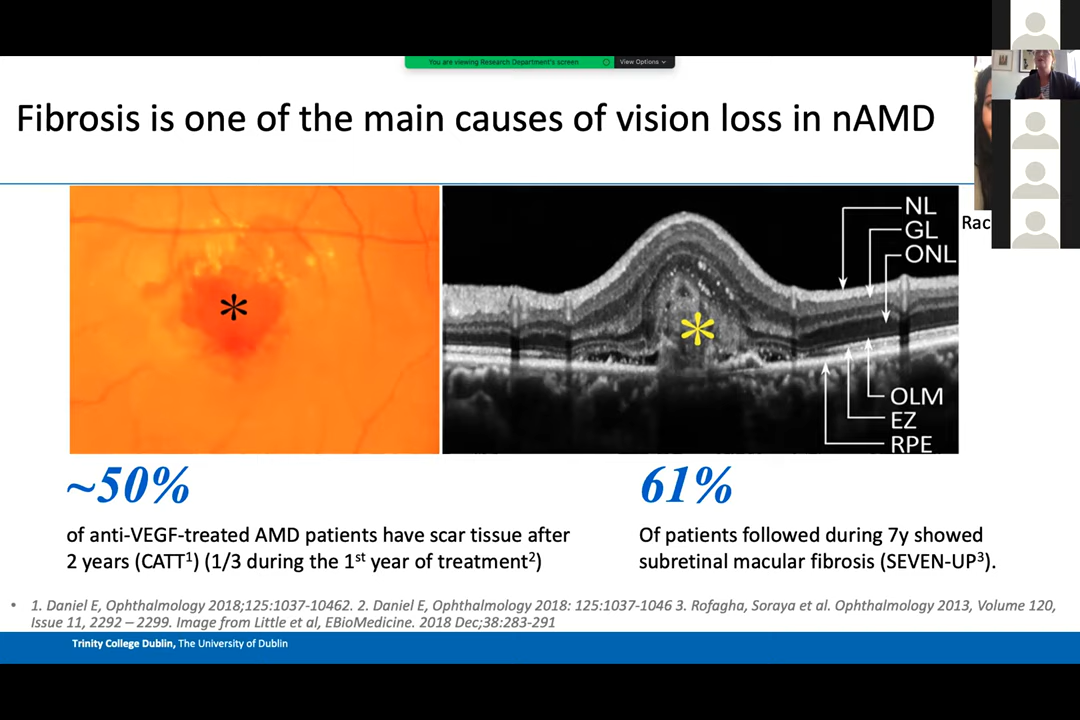 You are viewing Research Department's screen
View Options
Fibrosis is one of the main causes of vision loss in nAMD
Rac
*
*
NL
GL
ONL
OLM
EZ
RPE
~50%
of anti-VEGF-treated AMD patients have scar tissue after
2 years (CATT¹) (1/3 during the 1st year of treatment²)
61%
Of patients followed during 7y showed
subretinal macular fibrosis (SEVEN-UP³).
• 1. Daniel E, Ophthalmology 2018;125:1037-10462. 2. Daniel E, Ophthalmology 2018: 125:1037-1046 3. Rofagha, Soraya et al. Ophthalmology 2013, Volume 120,
Issue 11, 2292 – 2299. Image from Little et al, EBioMedicine. 2018 Dec;38:283-291
Trinity College Dublin, The University of Dublin